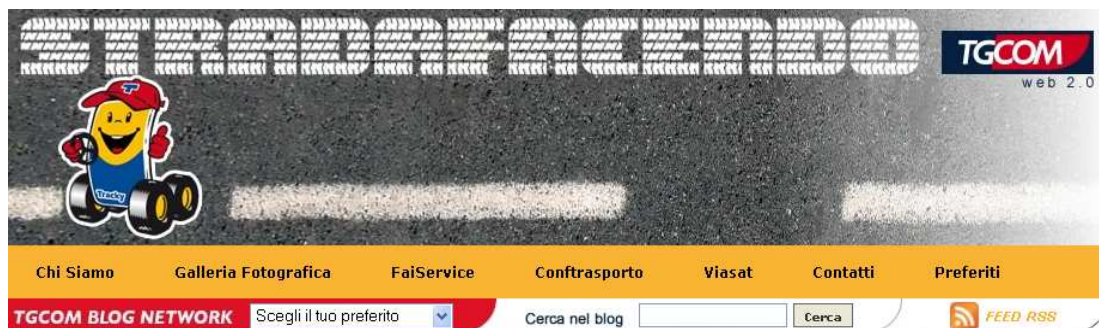 STRADAFACENDO
TGCOM
web 2.0
T
Tracky
Chi Siamo Galleria Fotografica FaiService Conftrasporto Viasat Contatti Preferiti
TGCOM BLOG NETWORK Scegli il tuo preferito Cerca nel blog Cerca FEED RSS